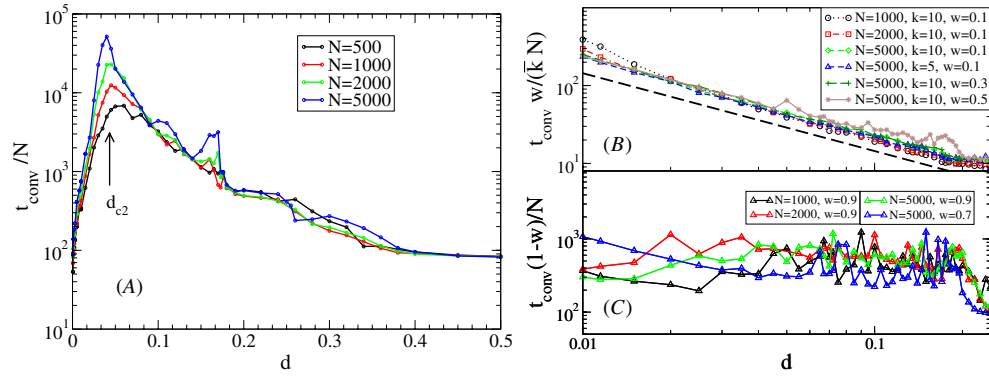 10^5
10^4
10^3
10^2
10^1
t_conv /N
N=500
N=1000
N=2000
N=5000
d_c2
(A)
0 0.1 0.2 0.3 0.4 0.5
d
N=1000, k=10, w=0.1
N=2000, k=10, w=0.1
N=5000, k=10, w=0.1
N=5000, k=5, w=0.1
N=5000, k=10, w=0.3
N=5000, k=10, w=0.5
10^2
10^1
t_conv w/(k̅ N)
(B)
N=1000, w=0.9
N=2000, w=0.9
N=5000, w=0.9
N=5000, w=0.7
10^3
10^2
t_conv(1-w)/N
(C)
0.01 0.1
d